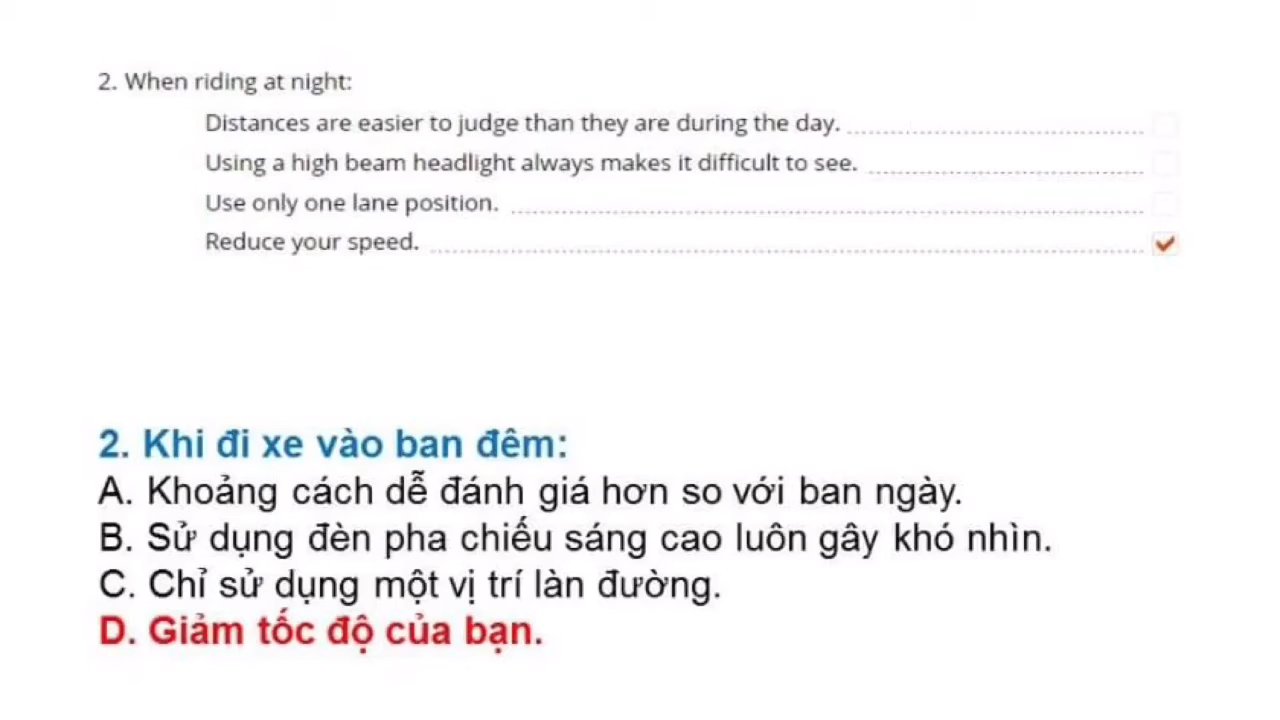 2. When riding at night:
Distances are easier to judge than they are during the day.
Using a high beam headlight always makes it difficult to see.
Use only one lane position.
Reduce your speed.
2. Khi đi xe vào ban đêm:
A. Khoảng cách dễ đánh giá hơn so với ban ngày.
B. Sử dụng đèn pha chiếu sáng cao luôn gây khó nhìn.
C. Chỉ sử dụng một vị trí làn đường.
D. Giảm tốc độ của bạn.